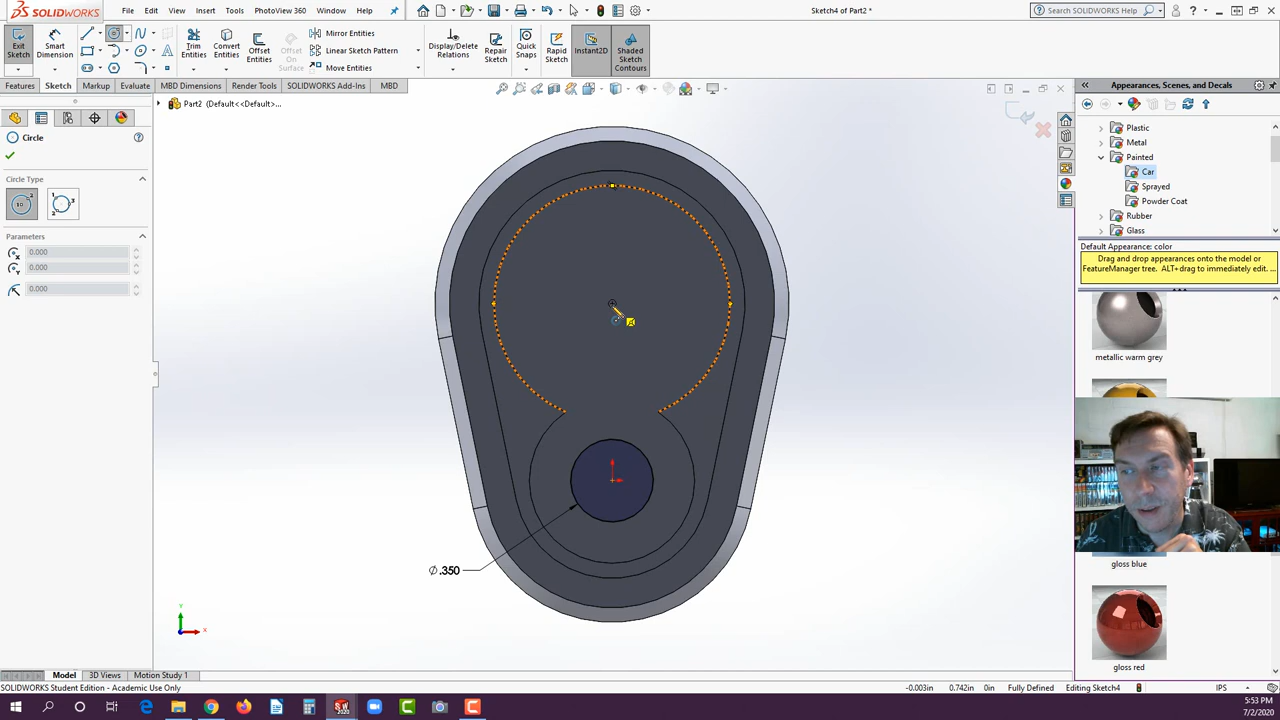 SOLIDWORKS
File Edit View Insert Tools PhotoView 360 Window Help
Sketch4 of Part2 *
Search SOLIDWORKS Help
Exit Sketch
Smart Dimension
Trim Entities
Convert Entities
Offset Entities
Offset On Surface
Mirror Entities
Linear Sketch Pattern
Move Entities
Display/Delete Relations
Repair Sketch
Quick Snaps
Rapid Sketch
Instant2D
Shaded Sketch Contours
Features Sketch Markup Evaluate MBD Dimensions Render Tools SOLIDWORKS Add-Ins MBD
Part2 (Default<<Default>...
Circle
Circle Type
Parameters
0.000
0.000
0.000
Ø.350
Y
X
Appearances, Scenes, and Decals
Plastic
Metal
Painted
Car
Sprayed
Powder Coat
Rubber
Glass
Default Appearance: color
Drag and drop appearances onto the model or FeatureManager tree. ALT+drag to immediately edit. ...
metallic warm grey
gloss blue
gloss red
Model 3D Views Motion Study 1
SOLIDWORKS Student Edition - Academic Use Only
-0.003in 0.742in 0in Fully Defined Editing Sketch4
IPS
5:53 PM
7/2/2020